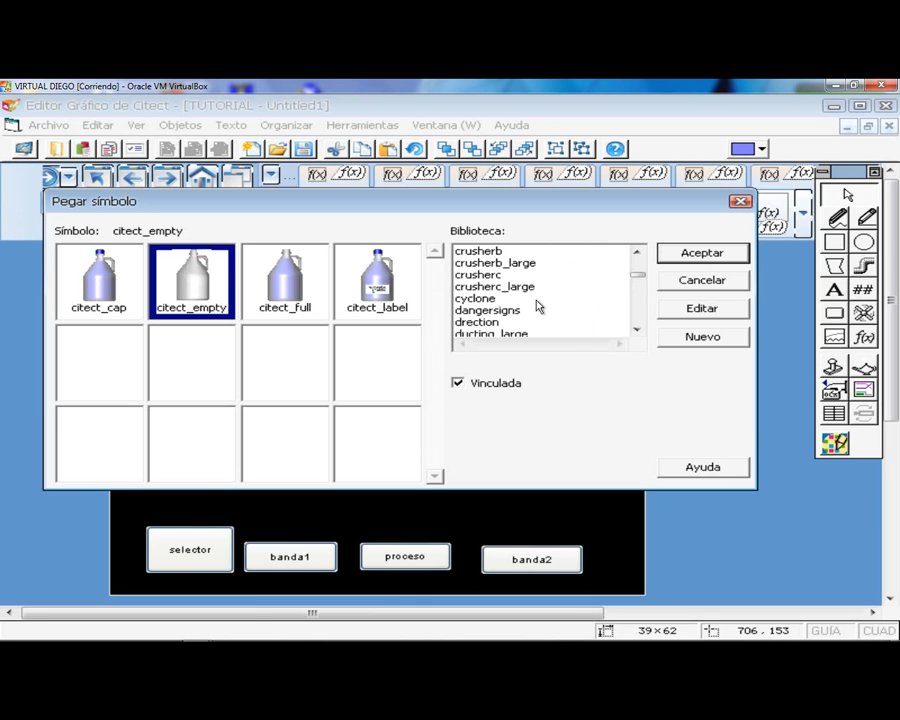 VIRTUAL DIEGO [Corriendo] - Oracle VM VirtualBox
Editor Gráfico de Citect - [TUTORIAL - Untitled1]
Archivo Editar Ver Objetos Texto Organizar Herramientas Ventana (W) Ayuda
f(x) f(x) f(x) f(x) f(x) f(x) f(x)
Pegar símbolo
Símbolo: citect_empty
Biblioteca:
citect_cap citect_empty citect_full citect_label
crusherb
crusherb_large
crusherc
crusherc_large
cyclone
dangersigns
drection
ducting_large
Aceptar
Cancelar
Editar
Nuevo
Vinculada
Ayuda
A ##
f(x)
selector banda1 proceso banda2
39×62 706 , 153 GUÍA CUAD